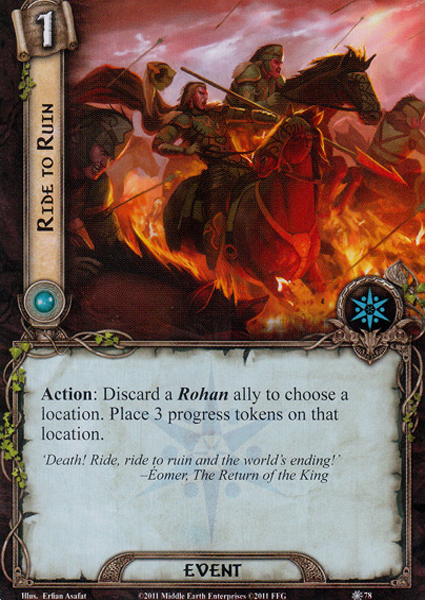 1
RIDE TO RUIN
Action: Discard a Rohan ally to choose a
location. Place 3 progress tokens on that
location.
‘Death! Ride, ride to ruin and the world’s ending!’
–Éomer, The Return of the King
EVENT
Illus. Erfian Asafat
©2011 Middle Earth Enterprises ©2011 FFG
78